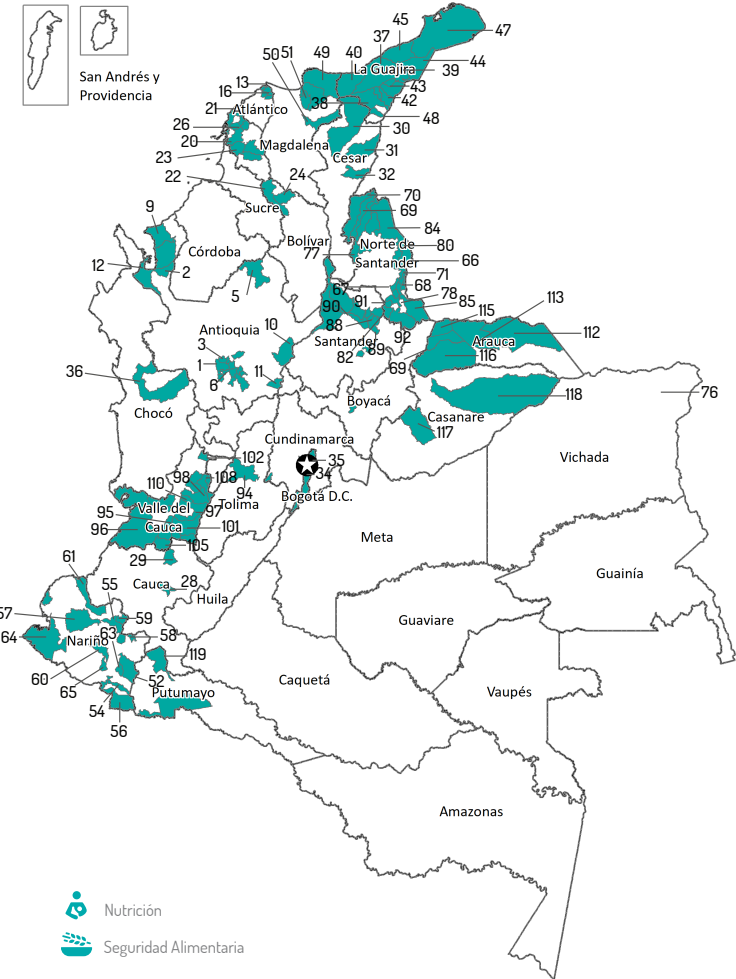 45
37
47
5051
49
40
La Guajira
44
39
San Andrés y
Providencia
13
16
43
42
38
21
Atlántico
48
26
30
20
Magdalena
31
23
Cesar
22
24
32
9
Sucre
70
69
84
Bolívar
Norte de
80
77
Córdoba
Santander
66
12
2
71
5
67
68
78
91
85
90
115
113
10
Antioquia
88
3
Santander
92
Arauca
112
82
89
1
116
36
6
11
69
118
76
Boyacá
Chocó
Casanare
117
Cundinamarca
102
35
Vichada
34
110
98
108
94
Bogotá D.C.
Valle del
97
Tolima
95
Cauca
101
96
Meta
105
29
61
Guainía
55
Cauca
28
Huila
57
59
Guaviare
63
64
Nariño
58
119
60
52
Caquetá
65
Putumayo
Vaupés
54
56
Amazonas
Nutrición
Seguridad Alimentaria